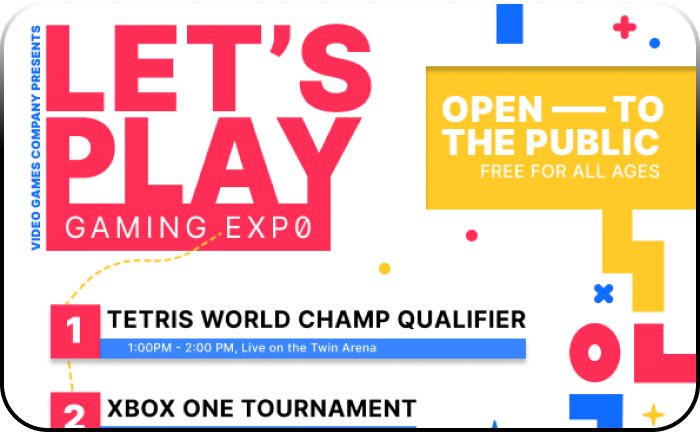 VIDEO GAMES COMPANY PRESENTS
LET'S
PLAY
GAMING EXP0
OPEN — TO
THE PUBLIC
FREE FOR ALL AGES
1
TETRIS WORLD CHAMP QUALIFIER
1:00PM - 2:00 PM, Live on the Twin Arena
2
XBOX ONE TOURNAMENT